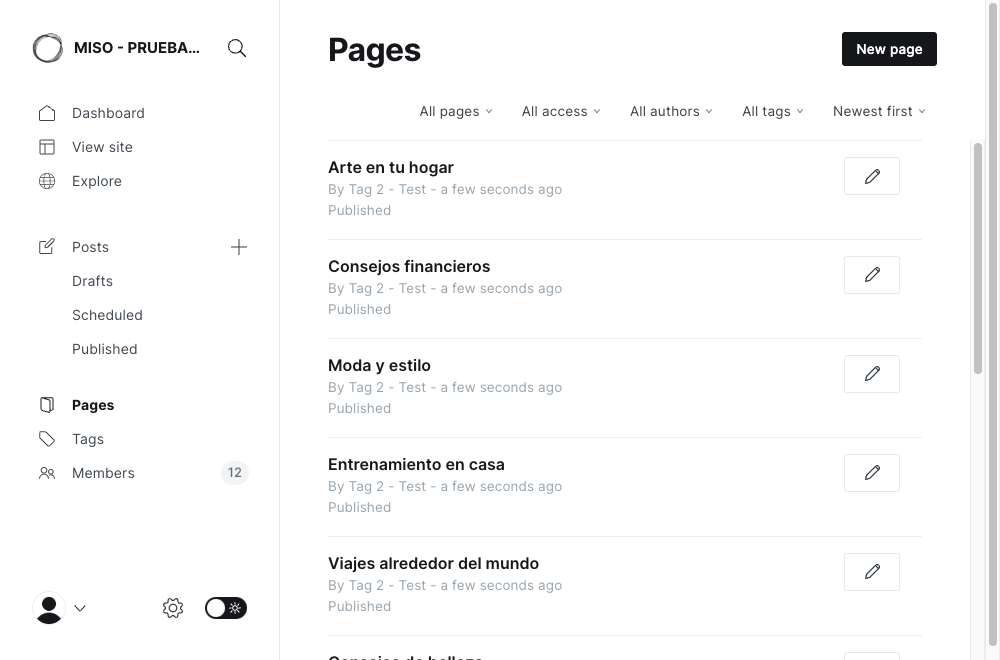 MISO - PRUEBA...
Dashboard
View site
Explore
Posts
Drafts
Scheduled
Published
Pages
Tags
Members 12
Pages
New page
All pages All access All authors All tags Newest first
Arte en tu hogar
By Tag 2 - Test - a few seconds ago
Published
Consejos financieros
By Tag 2 - Test - a few seconds ago
Published
Moda y estilo
By Tag 2 - Test - a few seconds ago
Published
Entrenamiento en casa
By Tag 2 - Test - a few seconds ago
Published
Viajes alrededor del mundo
By Tag 2 - Test - a few seconds ago
Published
Consejos de belleza